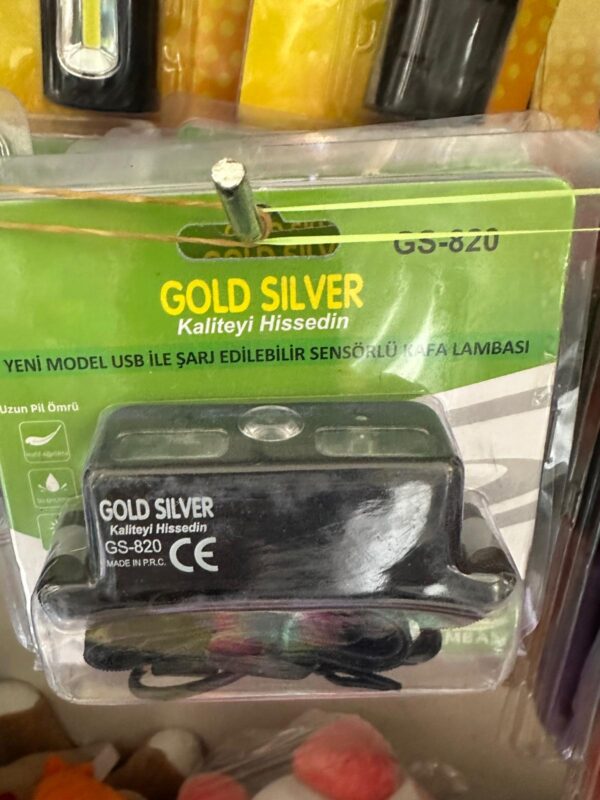 GS-820
GOLD SILVER
Kaliteyi Hissedin
YENİ MODEL USB İLE ŞARJ EDİLEBİLİR SENSÖRLÜ KAFA LAMBASI
Uzun Pil Ömrü
GOLD SILVER
Kaliteyi Hissedin
GS-820
MADE IN P.R.C.
CE